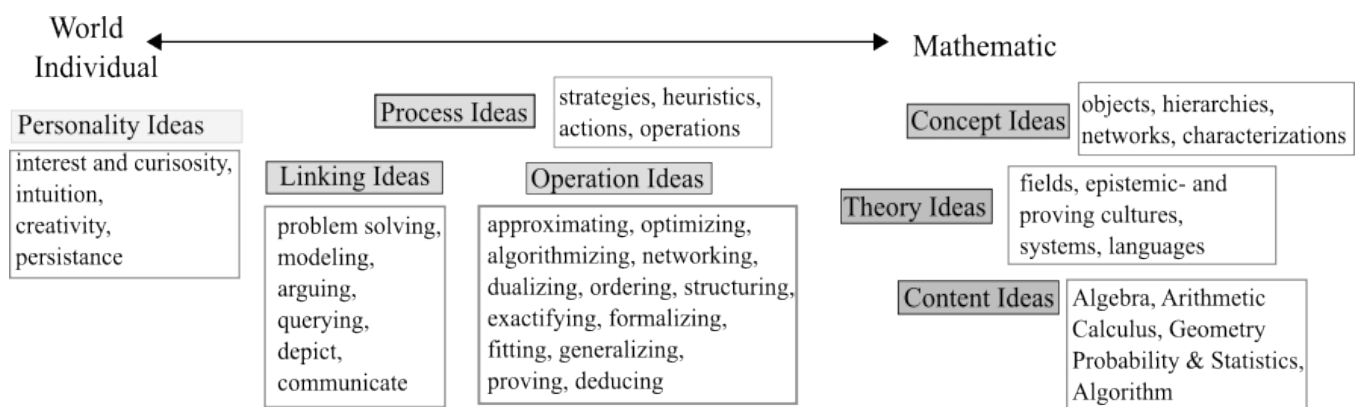 World
Individual
Mathematic
Personality Ideas
interest and curisosity,
intuition,
creativity,
persistance
Process Ideas
strategies, heuristics,
actions, operations
Linking Ideas
problem solving,
modeling,
arguing,
querying,
depict,
communicate
Operation Ideas
approximating, optimizing,
algorithmizing, networking,
dualizing, ordering, structuring,
exactifying, formalizing,
fitting, generalizing,
proving, deducing
Concept Ideas
objects, hierarchies,
networks, characterizations
Theory Ideas
fields, epistemic- and
proving cultures,
systems, languages
Content Ideas
Algebra, Arithmetic
Calculus, Geometry
Probability & Statistics,
Algorithm